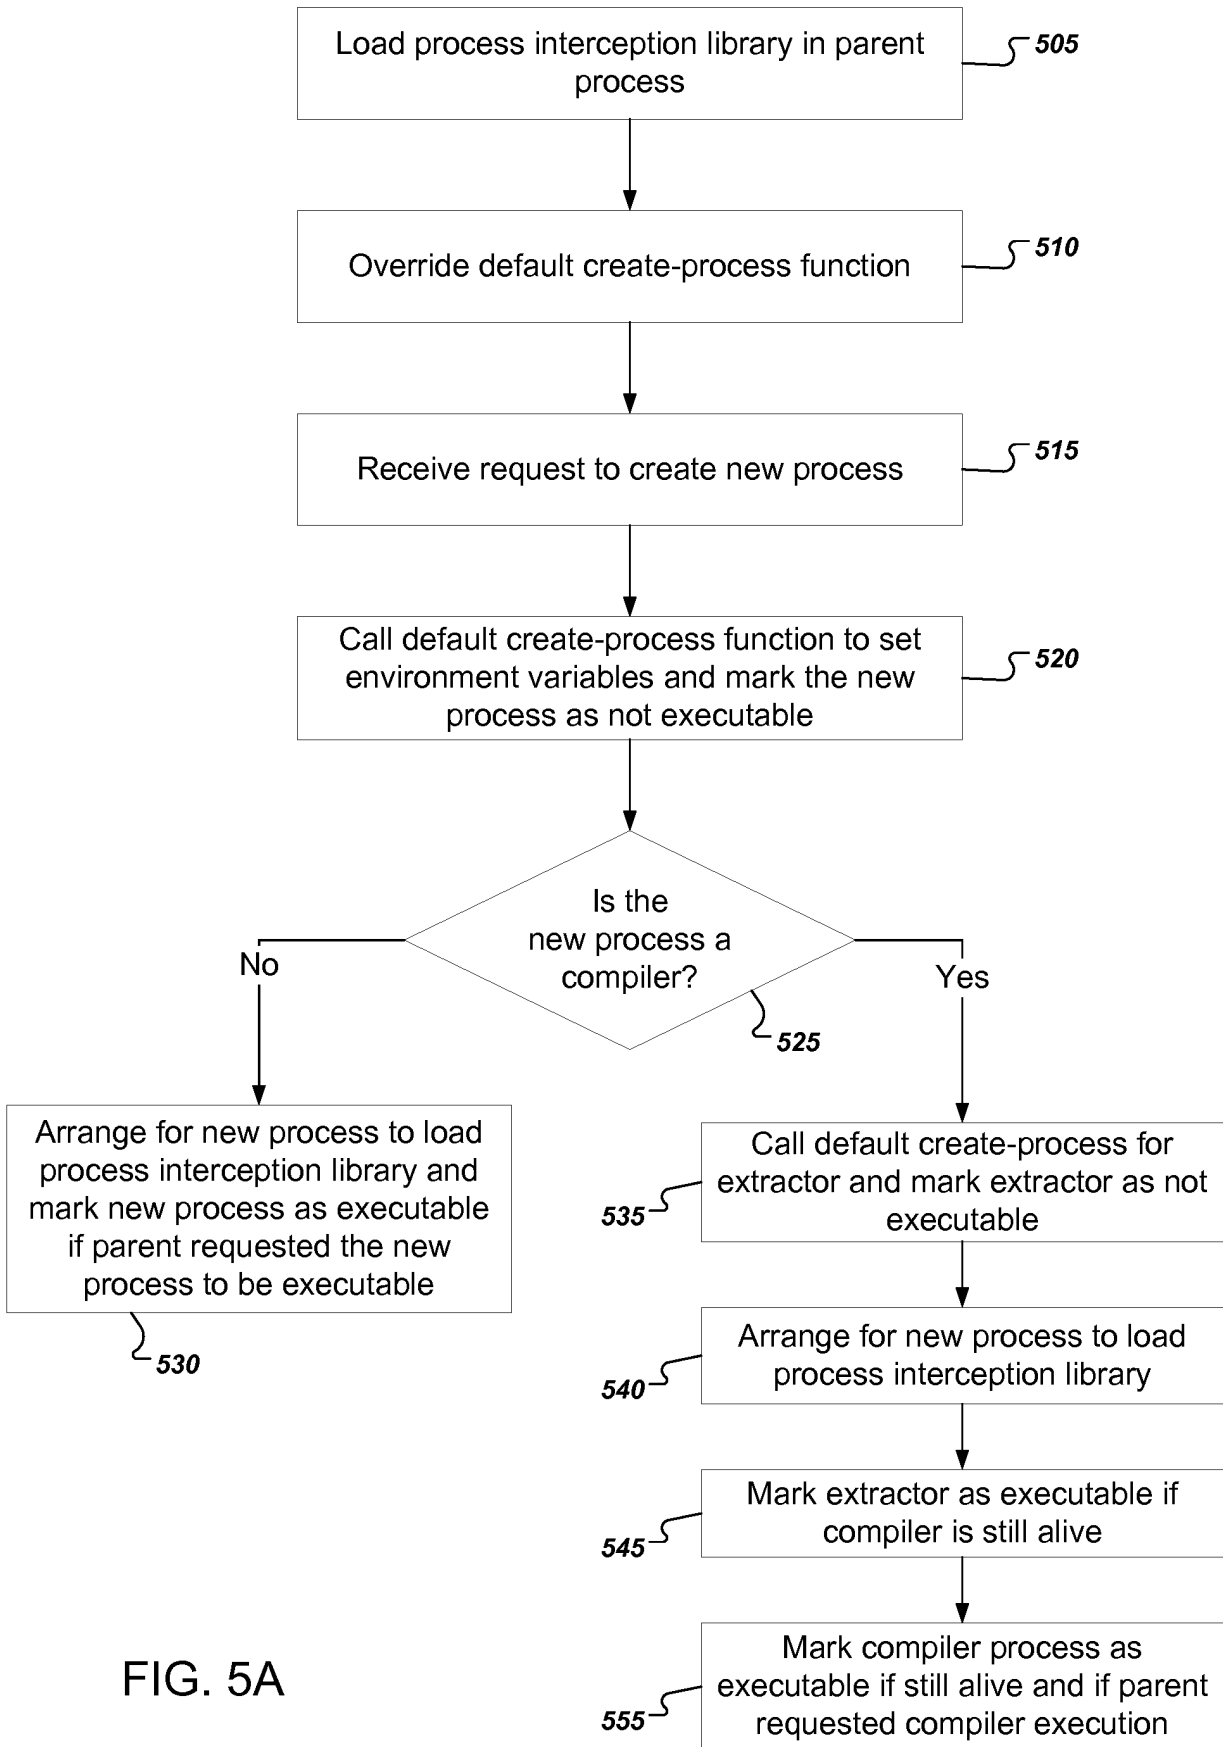 Load process interception library in parent
process
505
Override default create-process function
510
Receive request to create new process
515
Call default create-process function to set
environment variables and mark the new
process as not executable
520
Is the
new process a
compiler?
525
No
Yes
Arrange for new process to load
process interception library and
mark new process as executable
if parent requested the new
process to be executable
530
Call default create-process for
extractor and mark extractor as not
executable
535
Arrange for new process to load
process interception library
540
Mark extractor as executable if
compiler is still alive
545
Mark compiler process as
executable if still alive and if parent
requested compiler execution
555
FIG. 5A